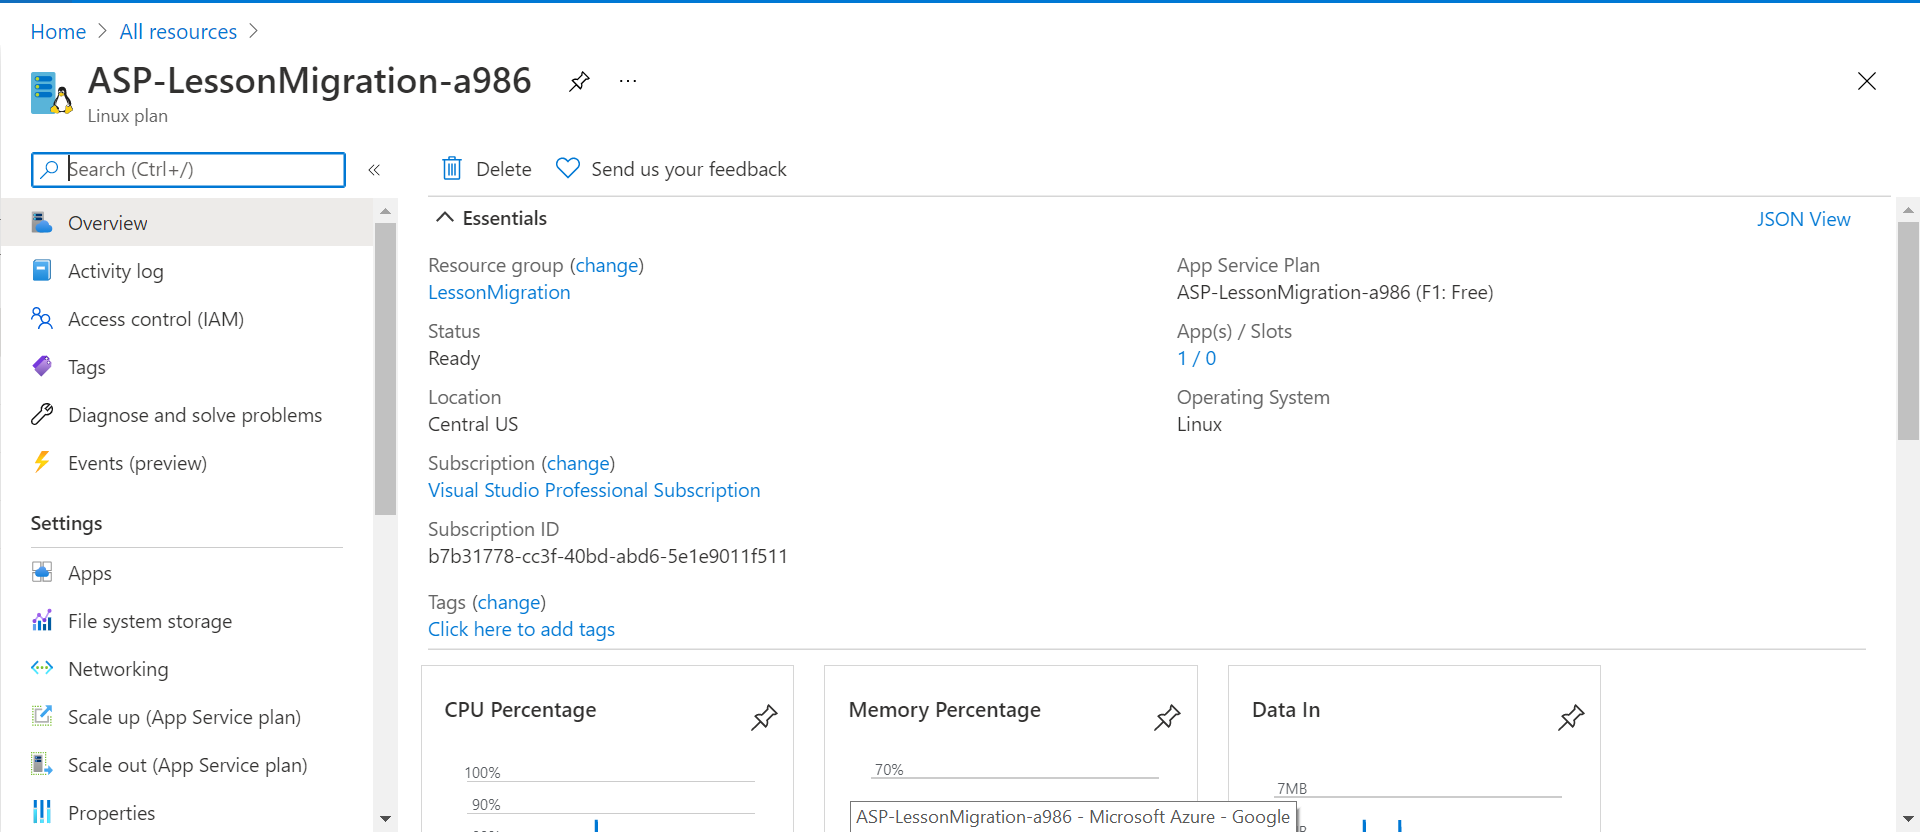 Home > All resources >
ASP-LessonMigration-a986
...
Linux plan
Search (Ctrl+/)
«
Overview
Activity log
Access control (IAM)
Tags
Diagnose and solve problems
Events (preview)
Settings
Apps
File system storage
Networking
Scale up (App Service plan)
Scale out (App Service plan)
Properties
Delete
Send us your feedback
Essentials
JSON View
Resource group (change)
LessonMigration
Status
Ready
Location
Central US
Subscription (change)
Visual Studio Professional Subscription
Subscription ID
b7b31778-cc3f-40bd-abd6-5e1e9011f511
Tags (change)
Click here to add tags
App Service Plan
ASP-LessonMigration-a986 (F1: Free)
App(s) / Slots
1 / 0
Operating System
Linux
CPU Percentage
100%
90%
Memory Percentage
70%
Data In
7MB
ASP-LessonMigration-a986 - Microsoft Azure - Google